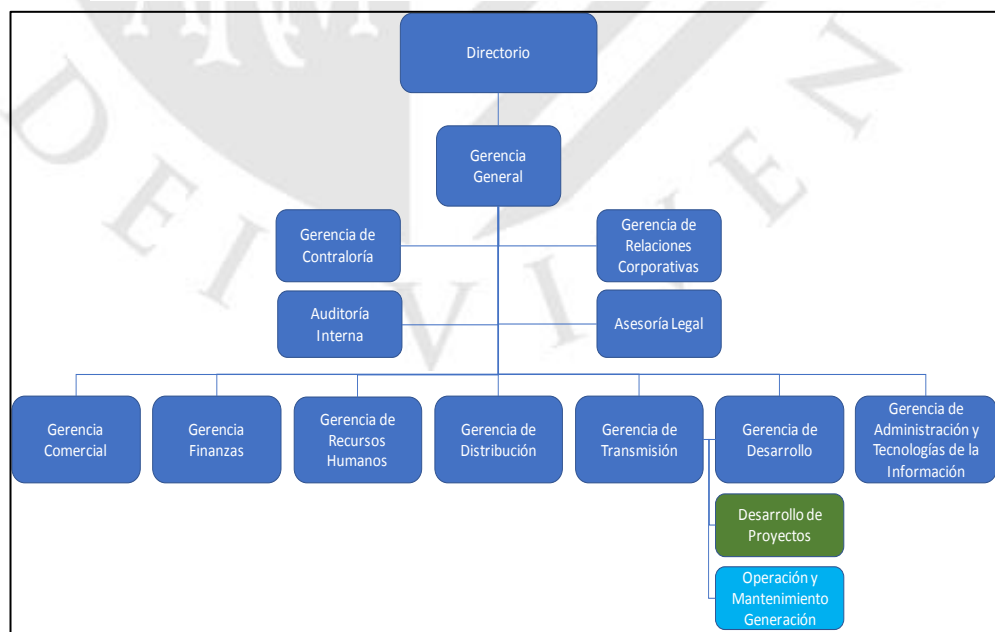 Directorio
Gerencia
General
Gerencia de
Contraloría
Gerencia de
Relaciones
Corporativas
Auditoría
Interna
Asesoría Legal
Gerencia
Comercial
Gerencia
Finanzas
Gerencia de
Recursos
Humanos
Gerencia de
Distribución
Gerencia de
Transmisión
Gerencia de
Desarrollo
Gerencia de
Administración y
Tecnologías de la
Información
Desarrollo de
Proyectos
Operación y
Mantenimiento
Generación
DEI VIVEN